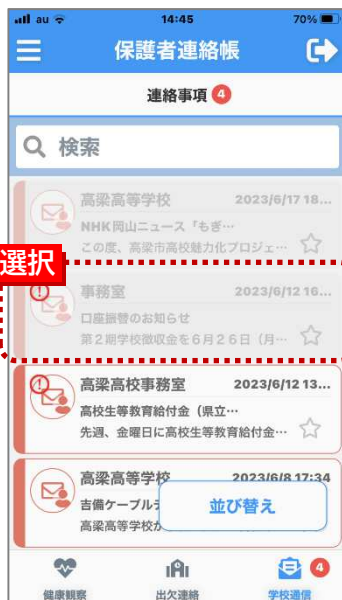 au 14:45 70%
保護者連絡帳
連絡事項 4
検索
高梁高等学校 2023/6/17 18...
NHK岡山ニュース「もぎ…
この度、高梁市高校魅力化プロジェ…
選択
事務室 2023/6/12 16...
口座振替のお知らせ
第2期学校徴収金を6月26日（月…
高梁高校事務室 2023/6/12 13...
高校生等教育給付金（県立…
先週、金曜日に高校生等教育給付金…
高梁高等学校 2023/6/8 17:34
吉備ケーブルテ
並び替え
高梁高等学校が
健康観察 出欠連絡 学校通信 4